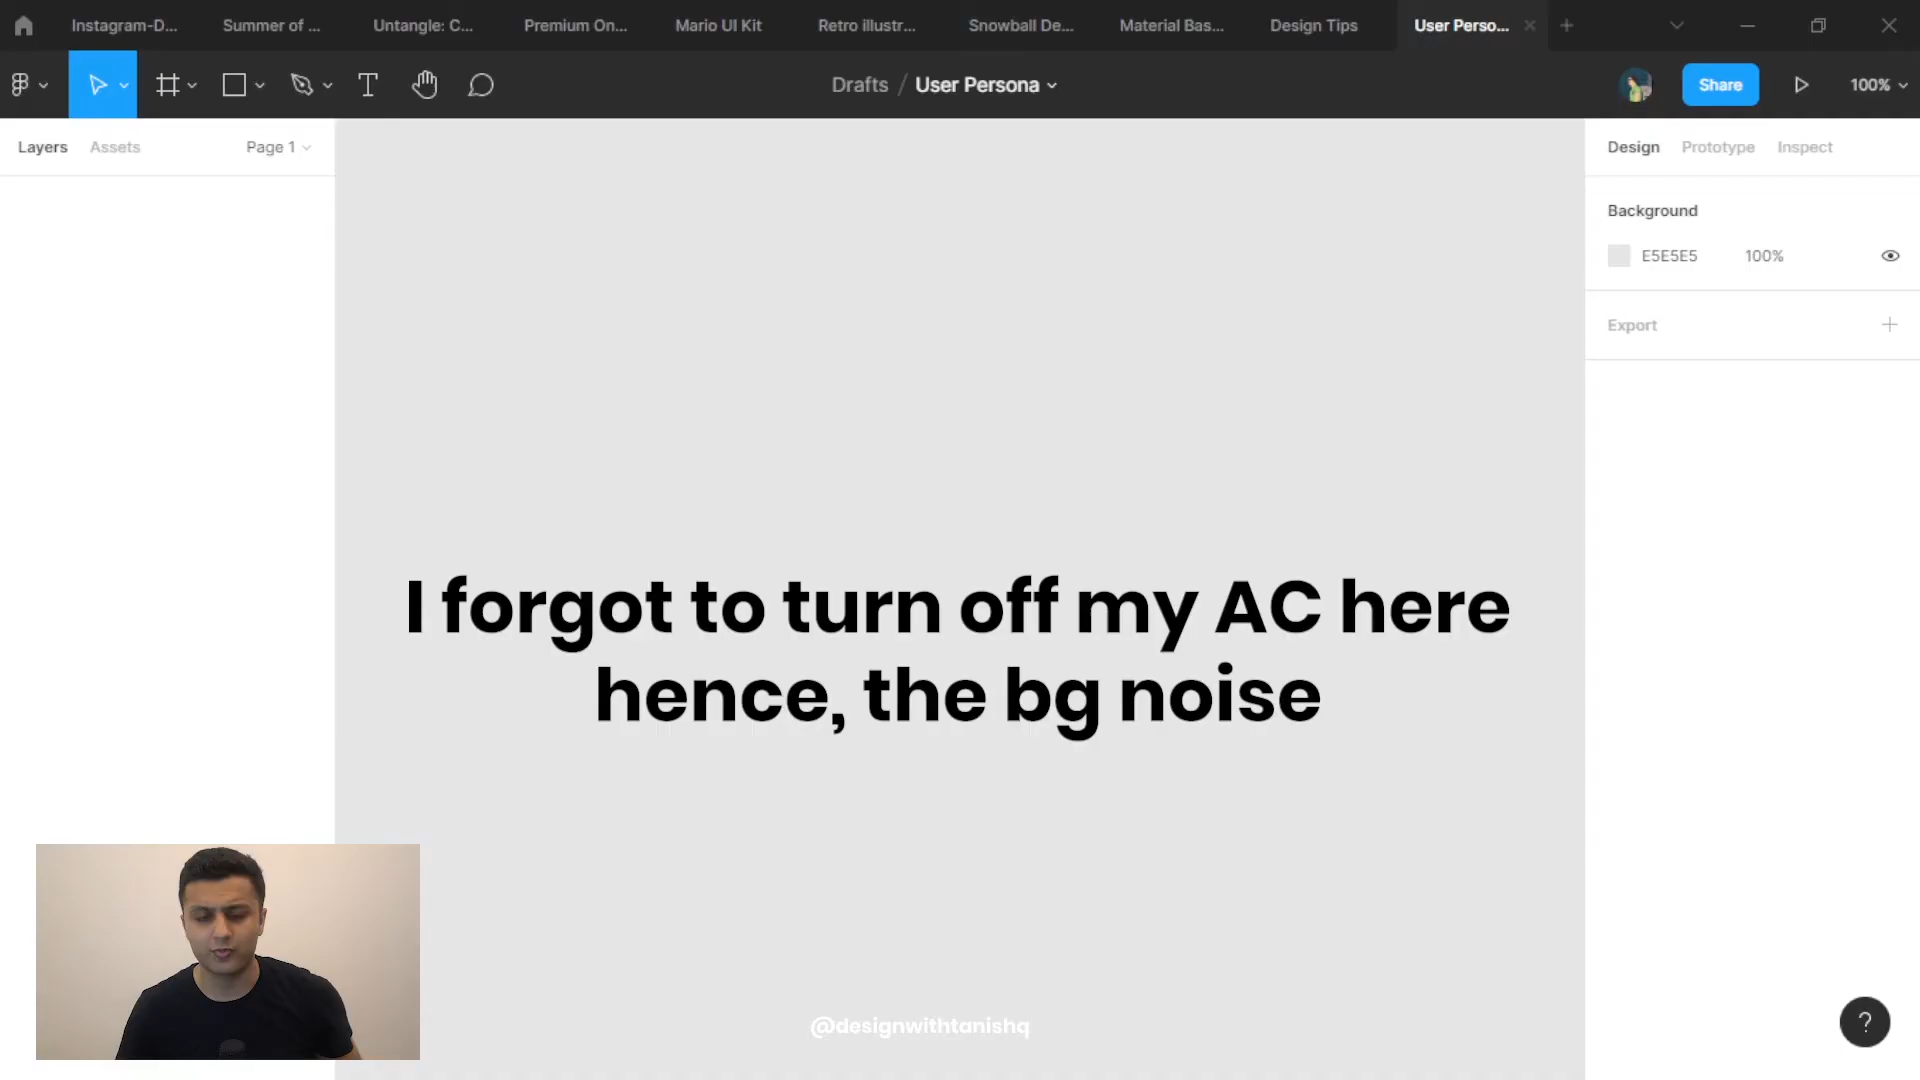 Instagram-D...
Summer of ...
Untangle: C...
Premium On...
Mario UI Kit
Retro illustr...
Snowball De...
Material Bas...
Design Tips
User Perso...
Drafts / User Persona
Share
100%
Layers
Assets
Page 1
Design
Prototype
Inspect
Background
E5E5E5 100%
Export
I forgot to turn off my AC here
hence, the bg noise
@designwithtanishq
?